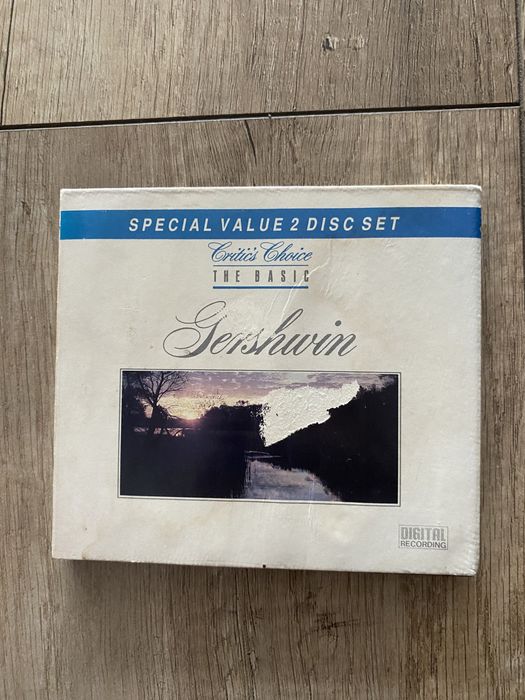 SPECIAL VALUE 2 DISC SET
Critic's Choice
THE BASIC
Gershwin
DIGITAL
RECORDING